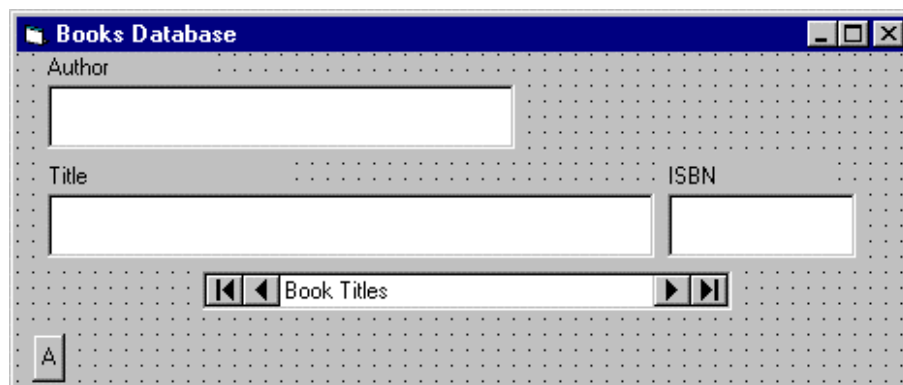 Books Database
Author
Title
ISBN
Book Titles
A